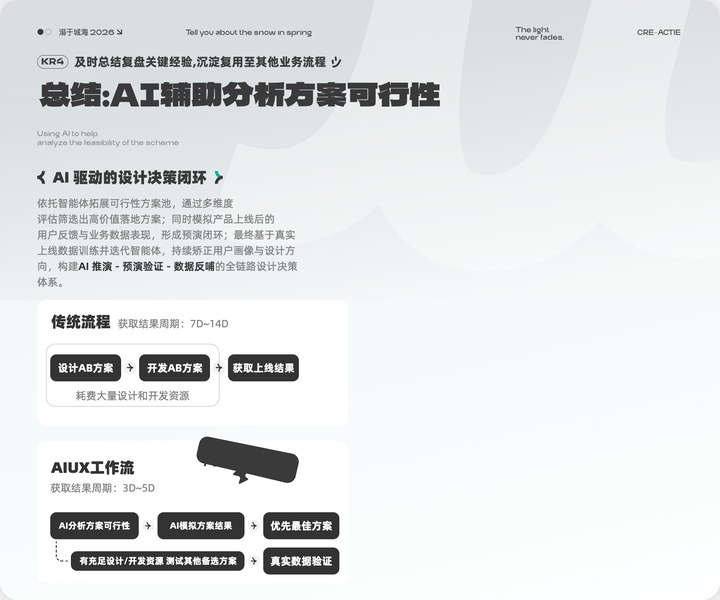 溺于城海 2026
Tell you about the snow in spring
The light
never fades.
CRE-ACTIE
KR4 及时总结复盘关键经验,沉淀复用至其他业务流程
总结:AI辅助分析方案可行性
Using AI to help
analyze the feasibility of the scheme
AI 驱动的设计决策闭环
依托智能体拓展可行性方案池，通过多维度
评估筛选出高价值落地方案；同时模拟产品上线后的
用户反馈与业务数据表现，形成预演闭环；最终基于真实
上线数据训练并迭代智能体，持续矫正用户画像与设计方
向，构建AI 推演 - 预演验证 - 数据反哺的全链路设计决策
体系。
传统流程 获取结果周期：7D~14D
设计AB方案 开发AB方案 获取上线结果
耗费大量设计和开发资源
AIUX工作流
获取结果周期：3D~5D
AI分析方案可行性 AI模拟方案结果 优先最佳方案
有充足设计/开发资源 测试其他备选方案 真实数据验证